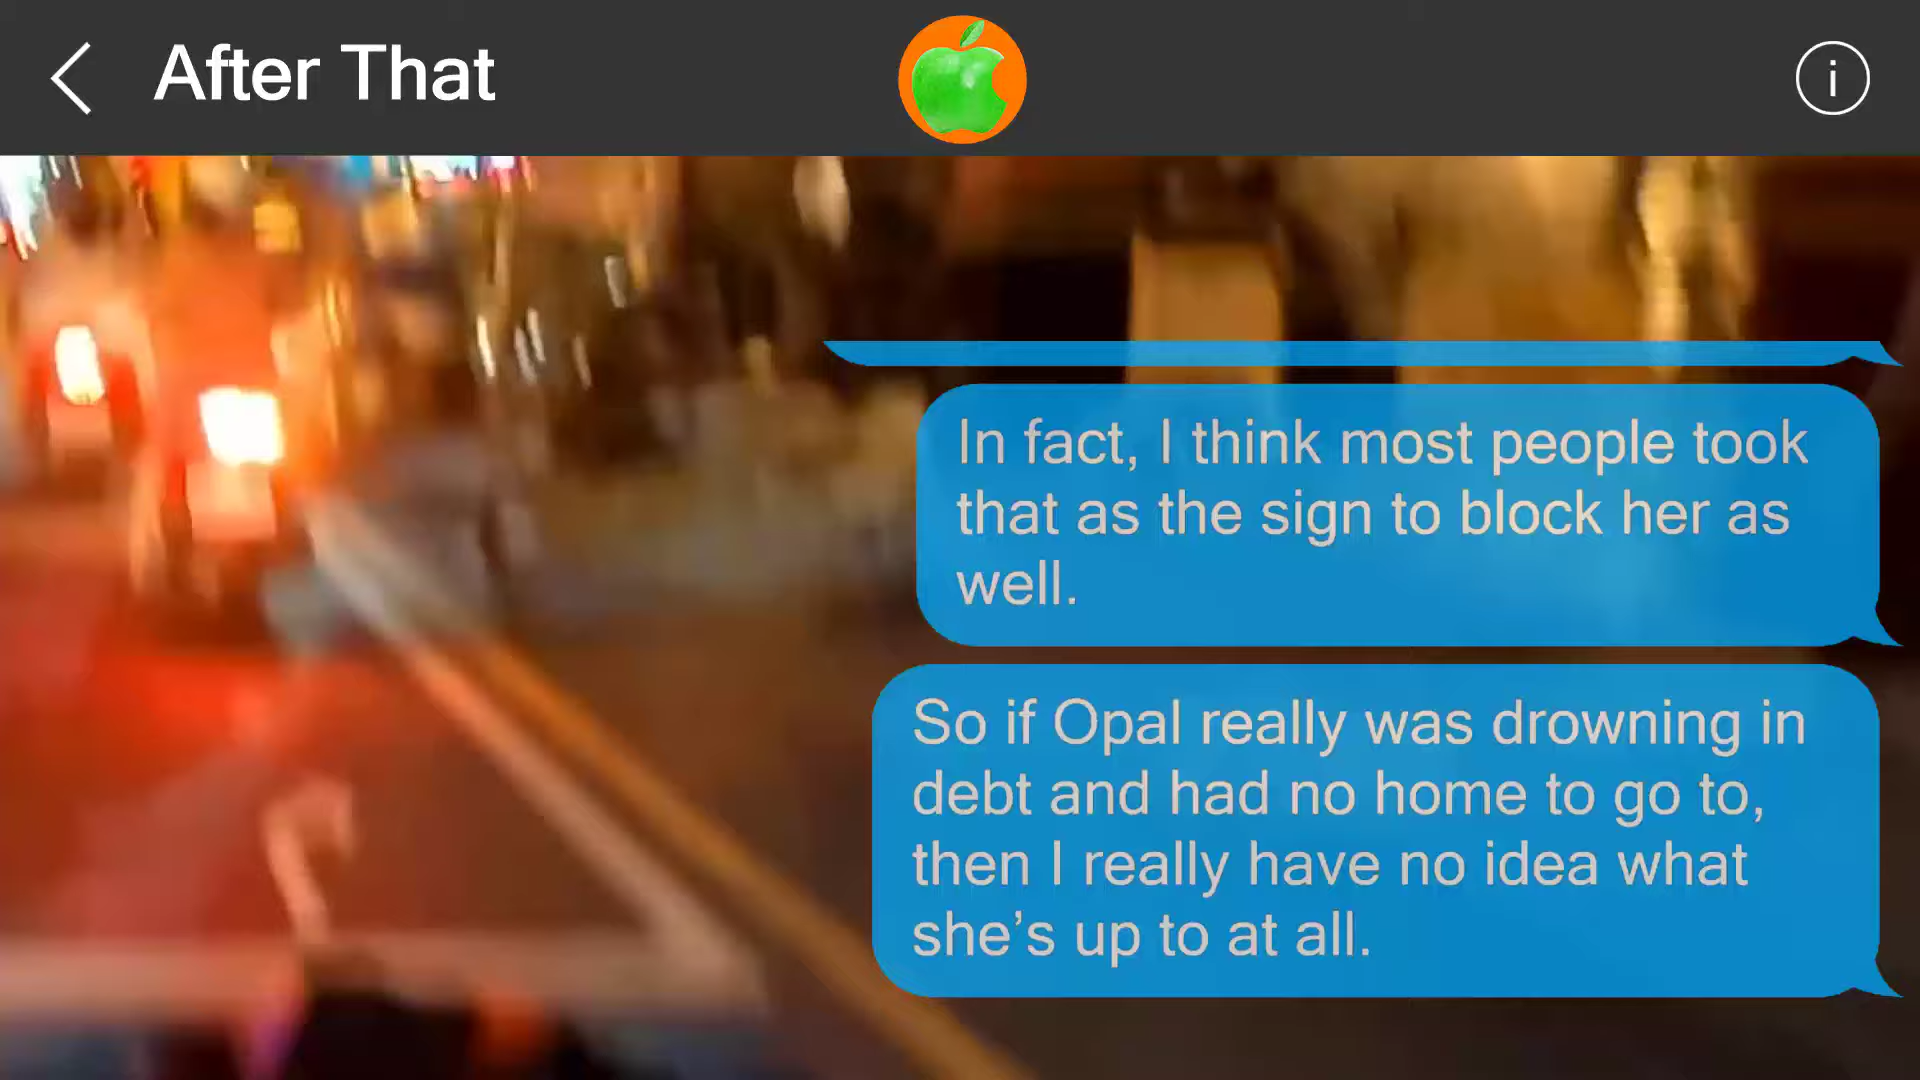 After That
i
In fact, I think most people took
that as the sign to block her as
well.
So if Opal really was drowning in
debt and had no home to go to,
then I really have no idea what
she's up to at all.